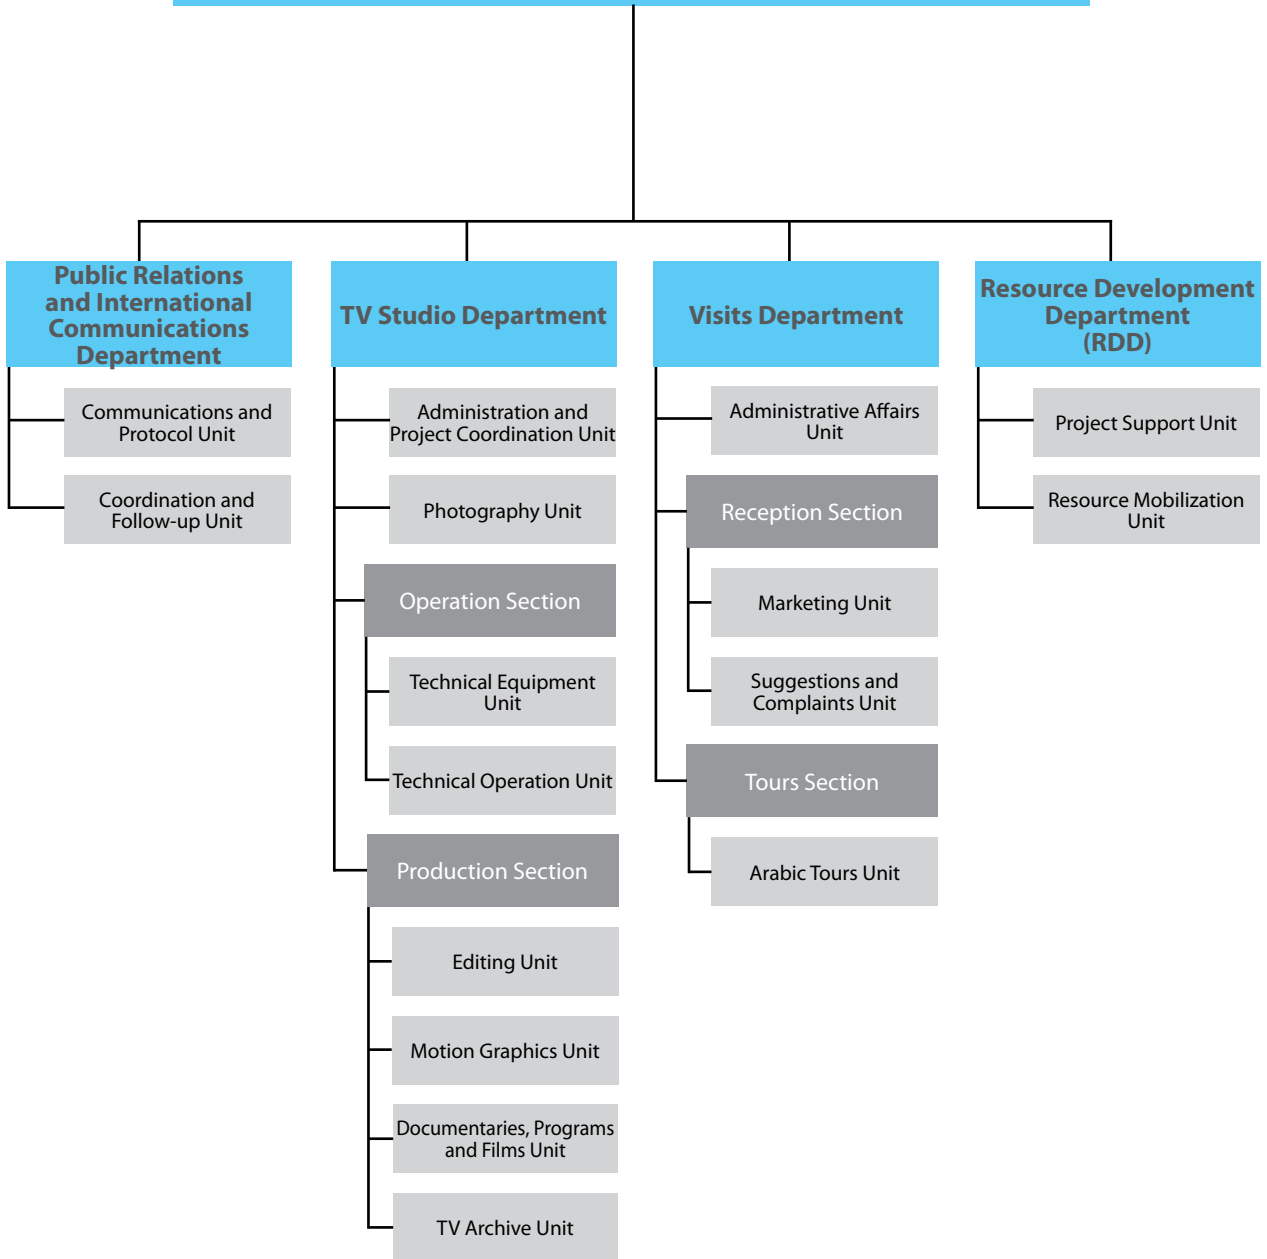 Public Relations
and International
Communications
Department
Communications and
Protocol Unit
Coordination and
Follow-up Unit
TV Studio Department
Administration and
Project Coordination Unit
Photography Unit
Operation Section
Technical Equipment
Unit
Technical Operation Unit
Production Section
Editing Unit
Motion Graphics Unit
Documentaries, Programs
and Films Unit
TV Archive Unit
Visits Department
Administrative Affairs
Unit
Reception Section
Marketing Unit
Suggestions and
Complaints Unit
Tours Section
Arabic Tours Unit
Resource Development
Department
(RDD)
Project Support Unit
Resource Mobilization
Unit